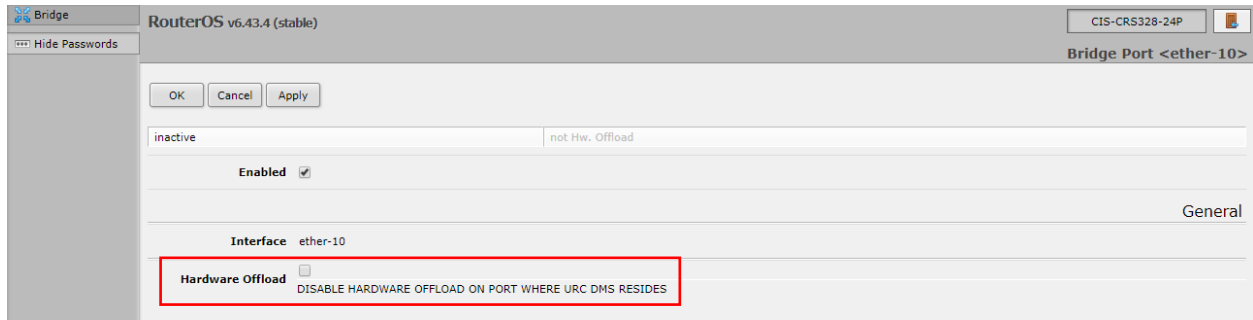 Bridge
RouterOS v6.43.4 (stable)
CIS-CRS328-24P
Hide Passwords
Bridge Port <ether-10>
OK Cancel Apply
inactive not Hw. Offload
Enabled
General
Interface ether-10
Hardware Offload
DISABLE HARDWARE OFFLOAD ON PORT WHERE URC DMS RESIDES